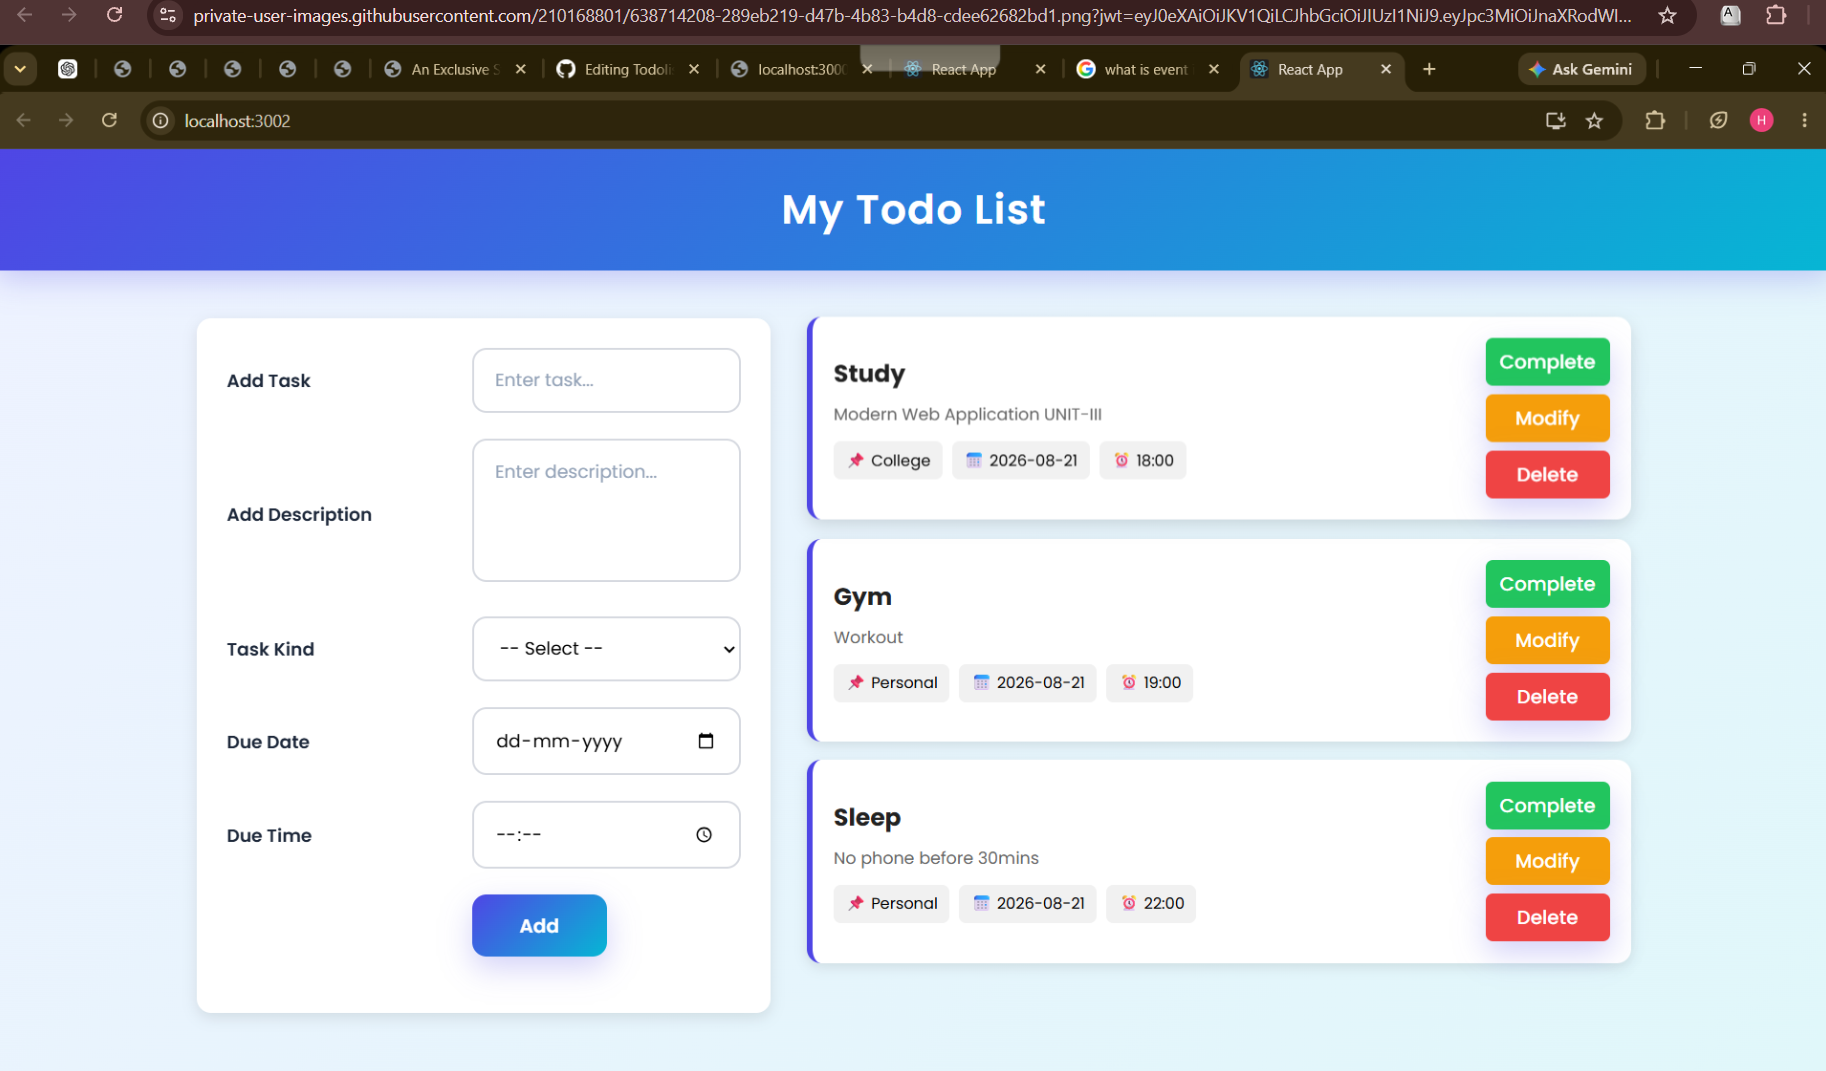 private-user-images.githubusercontent.com/210168801/638714208-289eb219-d47b-4b83-b4d8-cdee62682bd1.png?jwt=eyJ0eXAiOiJKV1QiLCJhbGciOiJIUzI1NiJ9.eyJpc3MiOiJnaXRodWI...
An Exclusive S
Editing Todolis
localhost:3000
React App
what is event
React App
Ask Gemini
localhost:3002
H
My Todo List
Add Task
Enter task...
Add Description
Enter description...
Task Kind
-- Select --
Due Date
dd-mm-yyyy
Due Time
--:--
Add
Study
Modern Web Application UNIT-III
College
2026-08-21
18:00
Complete
Modify
Delete
Gym
Workout
Personal
2026-08-21
19:00
Complete
Modify
Delete
Sleep
No phone before 30mins
Personal
2026-08-21
22:00
Complete
Modify
Delete